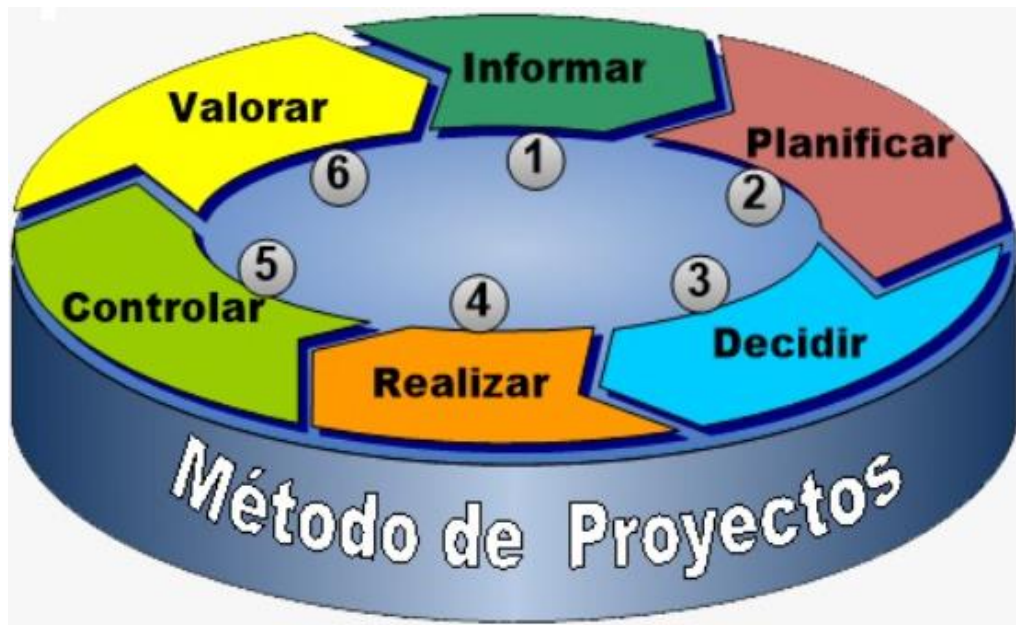 Informar
1
Planificar
2
Decidir
3
Realizar
4
Controlar
5
Valorar
6
Método de Proyectos